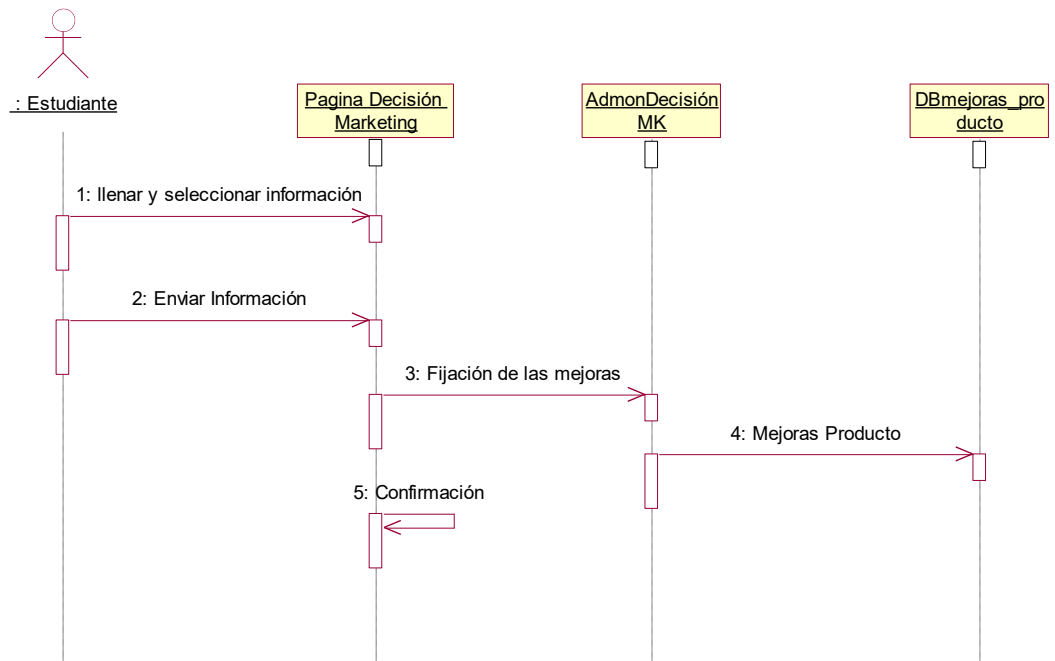 : Estudiante
Pagina Decisión
Marketing
AdmonDecisión
MK
DBmejoras_pro
ducto
1: llenar y seleccionar información
2: Enviar Información
3: Fijación de las mejoras
4: Mejoras Producto
5: Confirmación